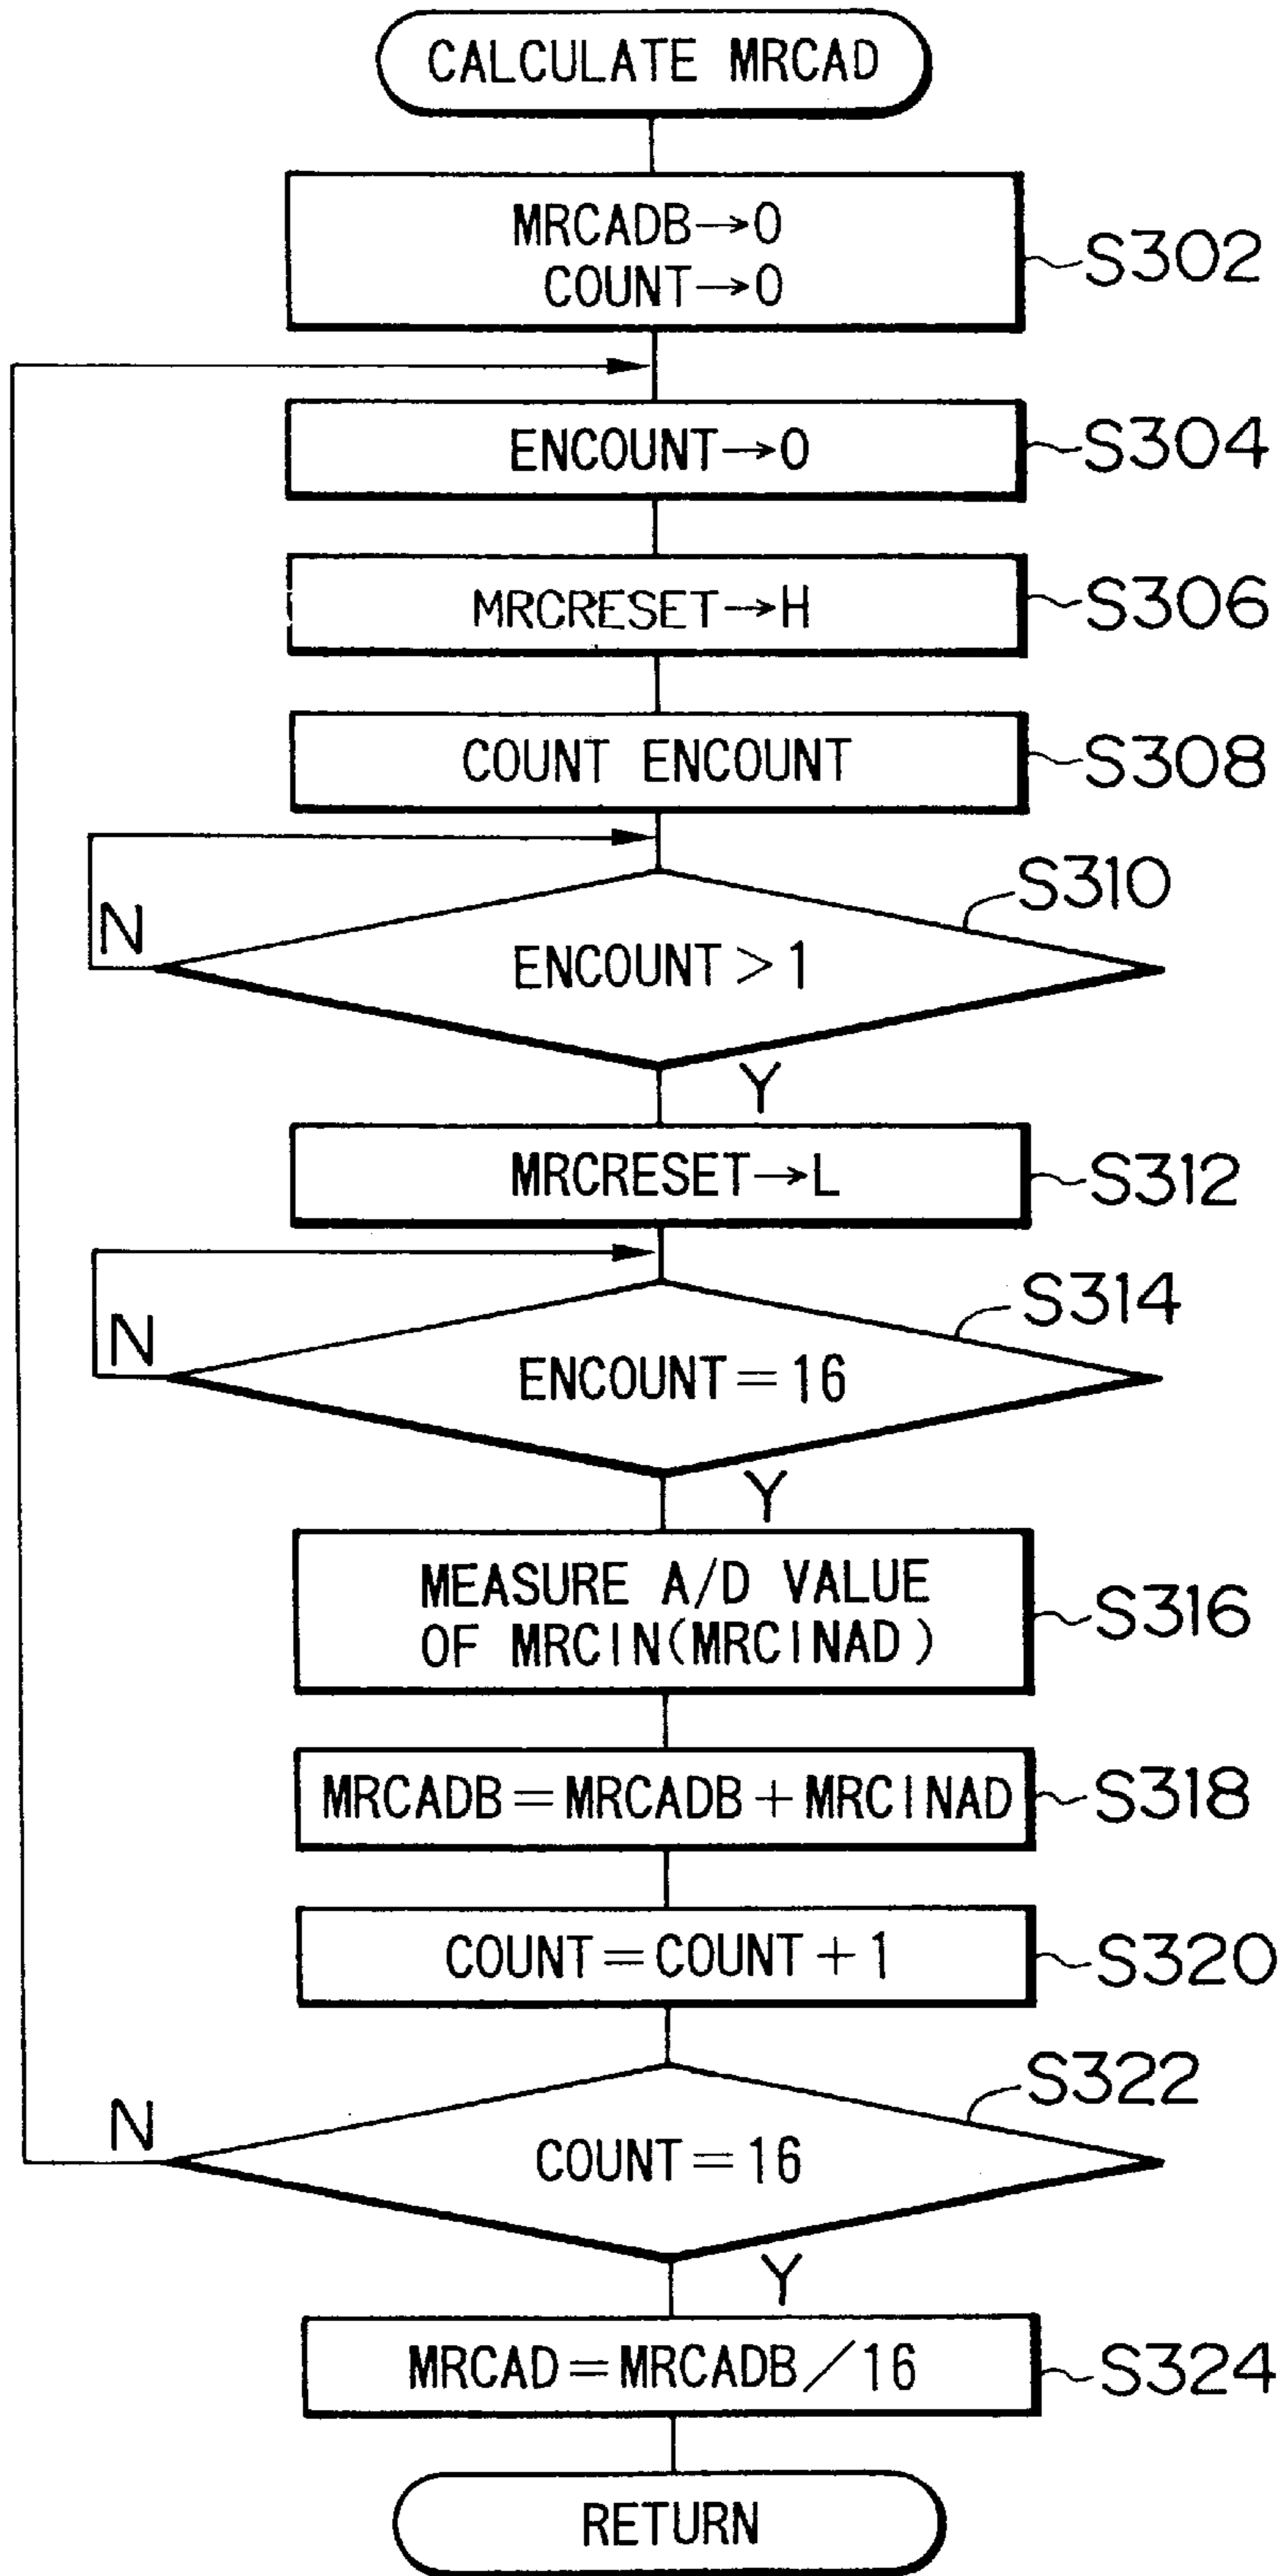 CALCULATE MRCAD
MRCADB→0
COUNT→0
S302
ENCOUNT→0
S304
MRCRESET→H
S306
COUNT ENCOUNT
S308
S310
N
ENCOUNT>1
Y
MRCRESET→L
S312
S314
N
ENCOUNT=16
Y
MEASURE A/D VALUE
OF MRCIN(MRCINAD)
S316
MRCADB=MRCADB+MRCINAD
S318
COUNT=COUNT+1
S320
S322
N
COUNT=16
Y
MRCAD=MRCADB/16
S324
RETURN